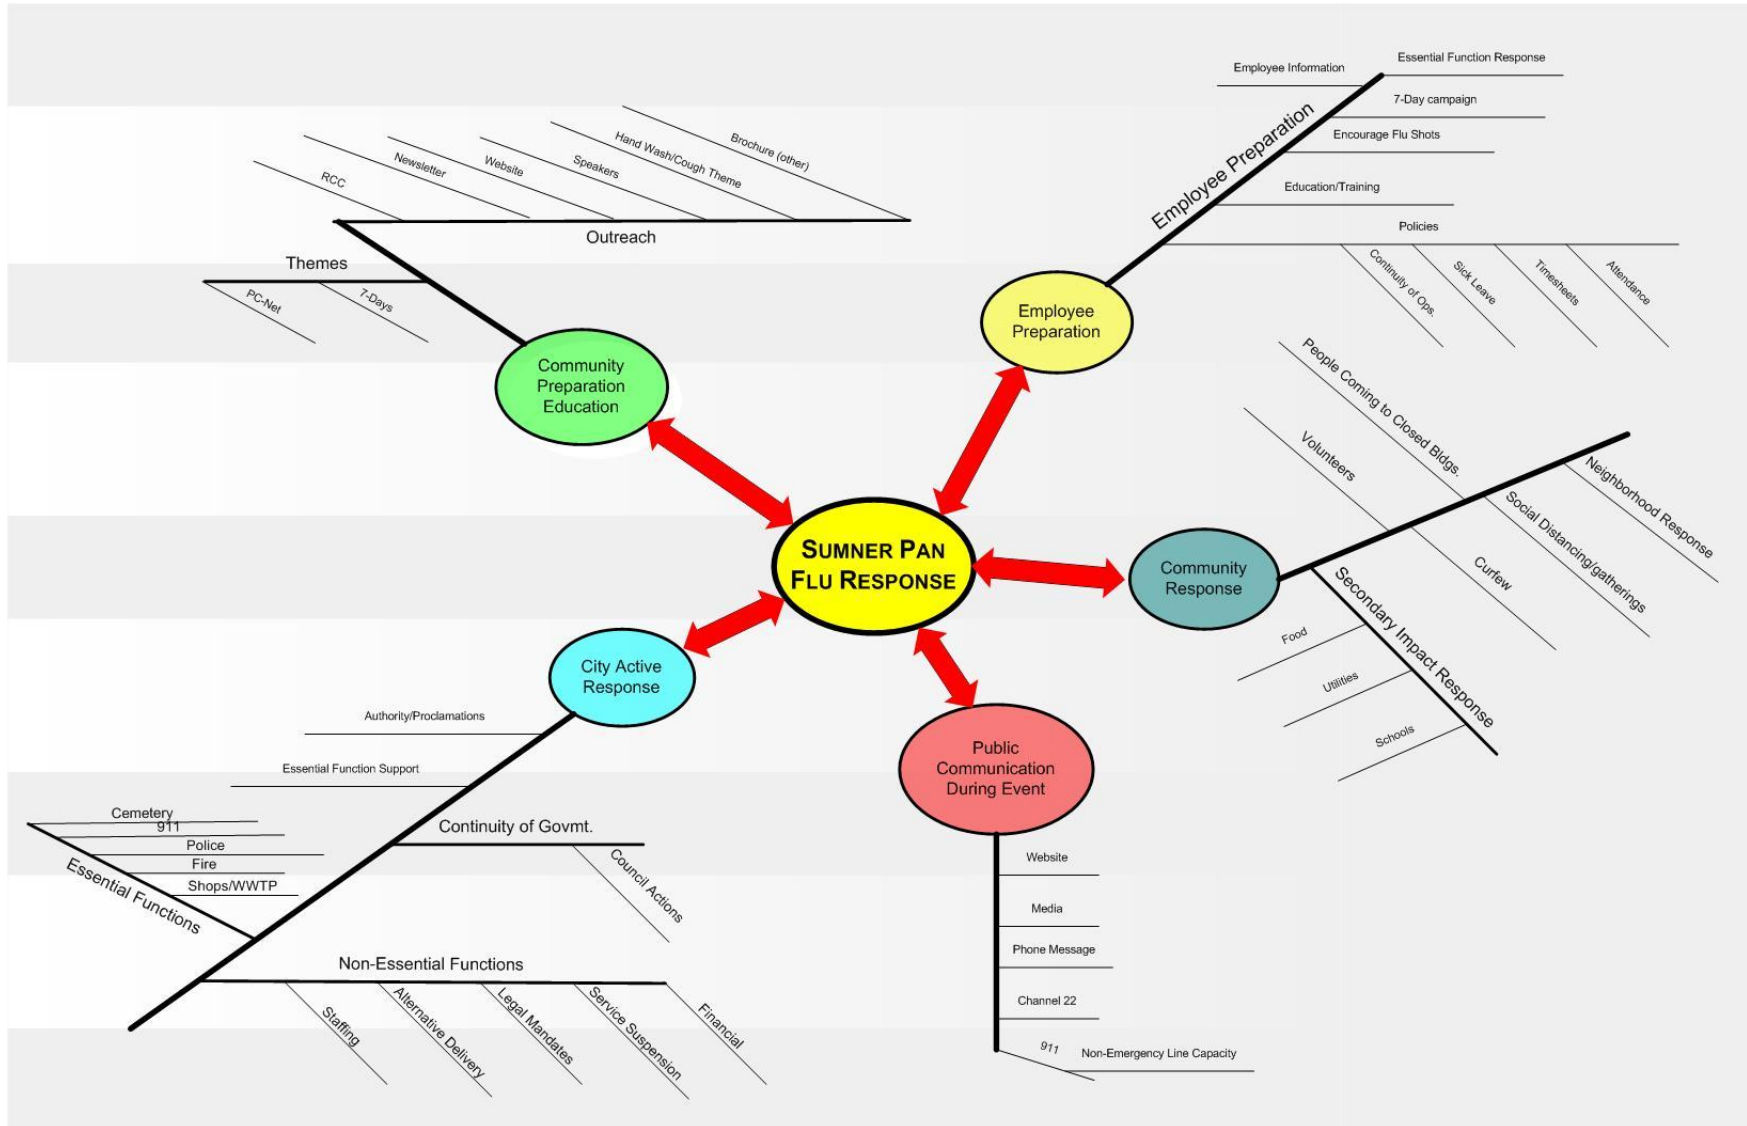 Essential Function Response
Employee Information
7-Day campaign
Encourage Flu Shots
Employee Preparation
Education/Training
Policies
Continuity of Ops.
Sick Leave
Timesheets
Attendance
Employee
Preparation
Brochure (other)
Hand Wash/Cough Theme
Speakers
Website
Newsletter
RCC
Outreach
Themes
PC-Net
7-Days
Community
Preparation
Education
SUMNER PAN
FLU RESPONSE
People Coming to Closed Bldgs.
Volunteers
Neighborhood Response
Social Distancing/gatherings
Curfew
Community
Response
Secondary Impact Response
Food
Utilities
Schools
City Active
Response
Authority/Proclamations
Essential Function Support
Cemetery
911
Police
Fire
Shops/WWTP
Essential Functions
Continuity of Govmt.
Council Actions
Non-Essential Functions
Staffing
Alternative Delivery
Legal Mandates
Service Suspension
Financial
Public
Communication
During Event
Website
Media
Phone Message
Channel 22
911
Non-Emergency Line Capacity